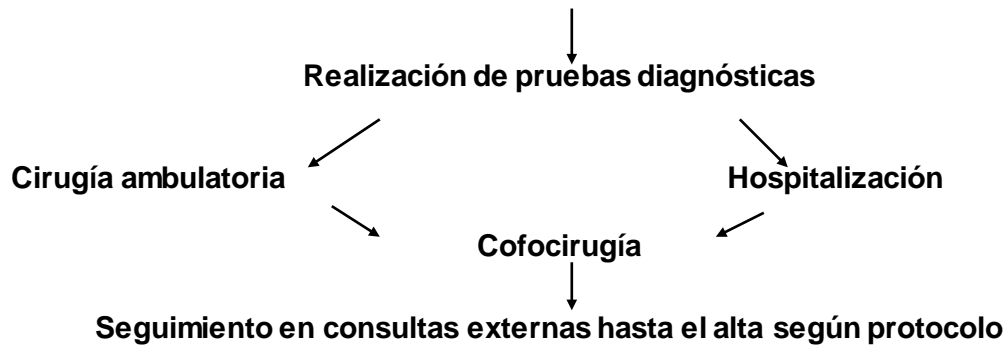 Realización de pruebas diagnósticas
Cirugía ambulatoria
Hospitalización
Cofocirugía
Seguimiento en consultas externas hasta el alta según protocolo